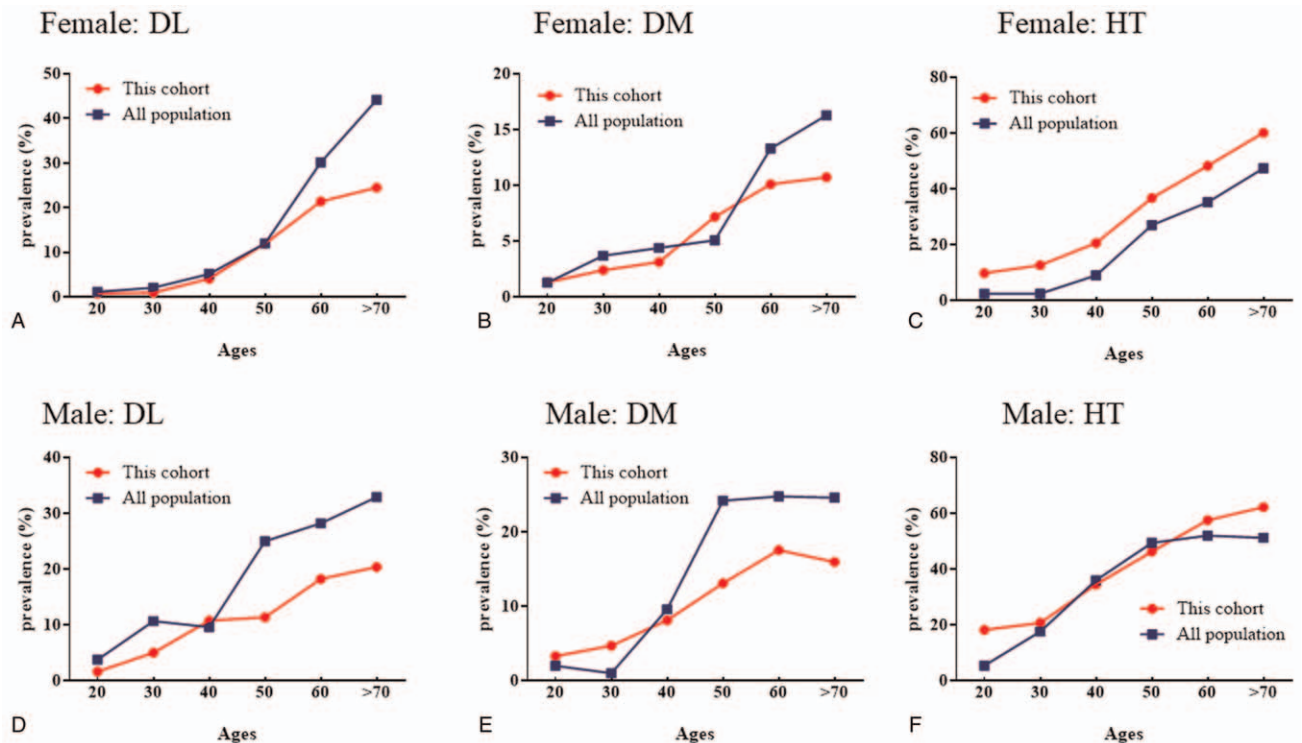 Female: DL
Female: DM
Female: HT
50
40
30
20
10
0
prevalence (%)
This cohort
All population
20 30 40 50 60 >70
Ages
A
20
15
10
5
0
prevalence (%)
This cohort
All population
20 30 40 50 60 >70
Ages
B
80
60
40
20
0
prevalence (%)
This cohort
All population
20 30 40 50 60 >70
Ages
C
Male: DL
Male: DM
Male: HT
40
30
20
10
0
prevalence (%)
This cohort
All population
20 30 40 50 60 >70
Ages
D
30
20
10
0
prevalence (%)
This cohort
All population
20 30 40 50 60 >70
Ages
E
80
60
40
20
0
prevalence (%)
This cohort
All population
20 30 40 50 60 >70
Ages
F